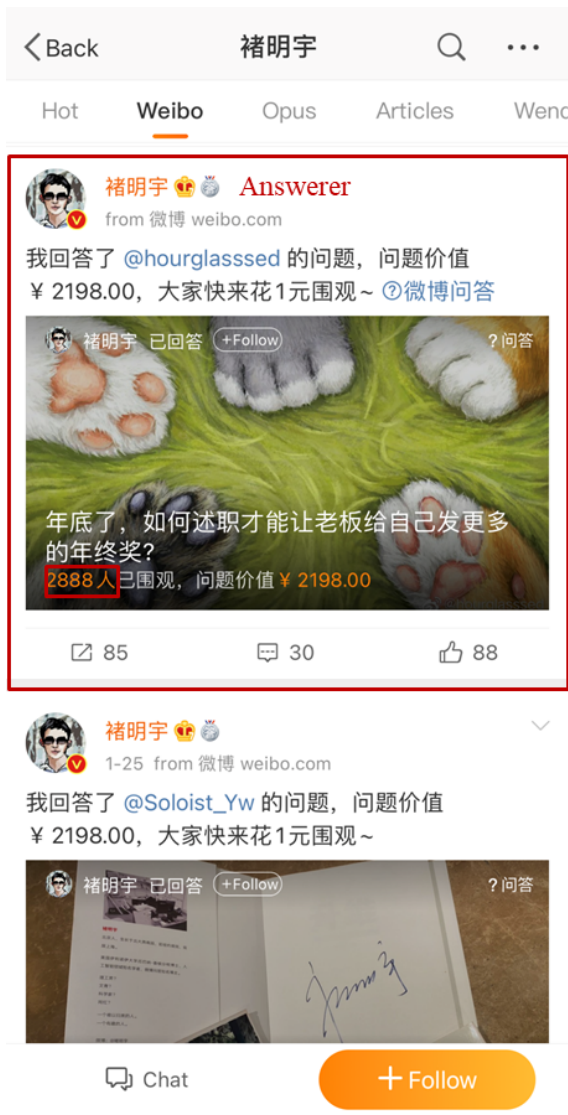 Back 褚明宇
Hot Weibo Opus Articles Wend
褚明宇 Answerer
from 微博 weibo.com
我回答了 @hourglasssed 的问题，问题价值
￥ 2198.00，大家快来花1元围观~ ?微博问答
褚明宇 已回答 +Follow ?问答
年底了，如何述职才能让老板给自己发更多
的年终奖?
2888人已围观，问题价值￥ 2198.00
85 30 88
褚明宇
1-25 from 微博 weibo.com
我回答了 @Soloist_Yw 的问题，问题价值
￥ 2198.00，大家快来花1元围观~
褚明宇 已回答 +Follow ?问答
褚明宇
Chat +Follow